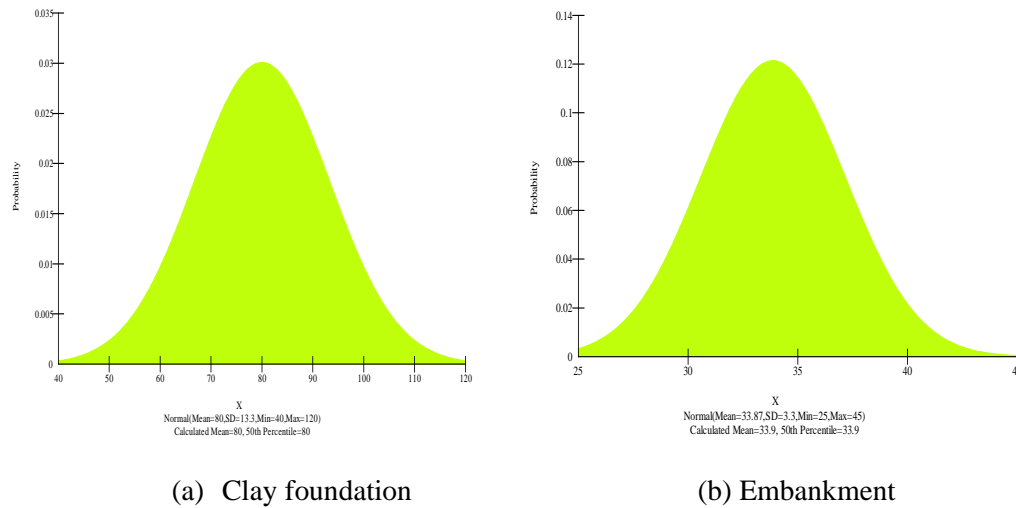 0.035
0.03
0.025
0.02
0.015
0.01
0.005
0
Probability
40 50 60 70 80 90 100 110 120
X
Normal(Mean=80,SD=13.3,Min=40,Max=120)
Calculated Mean=80, 50th Percentile=80
(a) Clay foundation
0.14
0.12
0.1
0.08
0.06
0.04
0.02
0
Probability
25 30 35 40
X
Normal(Mean=33.87,SD=3.3,Min=25,Max=45)
Calculated Mean=33.9, 50th Percentile=33.9
(b) Embankment